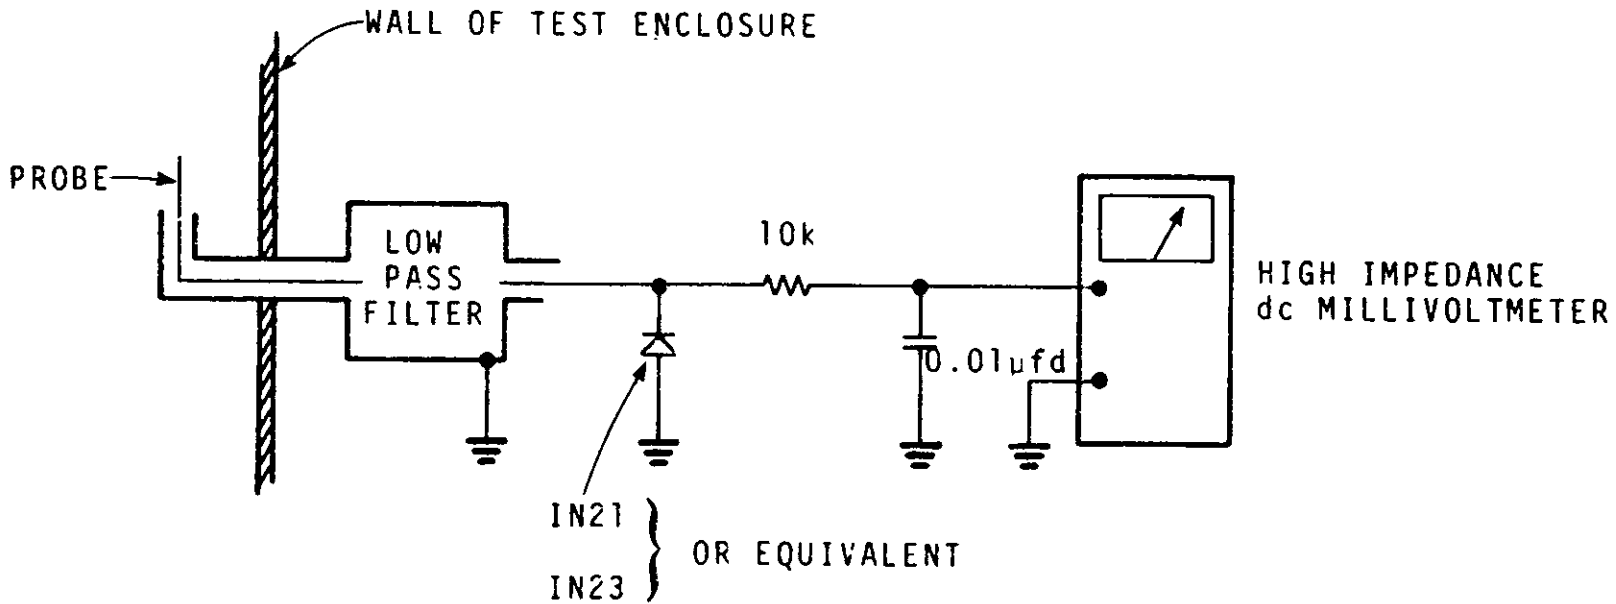 WALL OF TEST ENCLOSURE
PROBE
LOW
PASS
FILTER
10k
HIGH IMPEDANCE
dc MILLIVOLTMETER
0.01μfd
IN21
OR EQUIVALENT
IN23